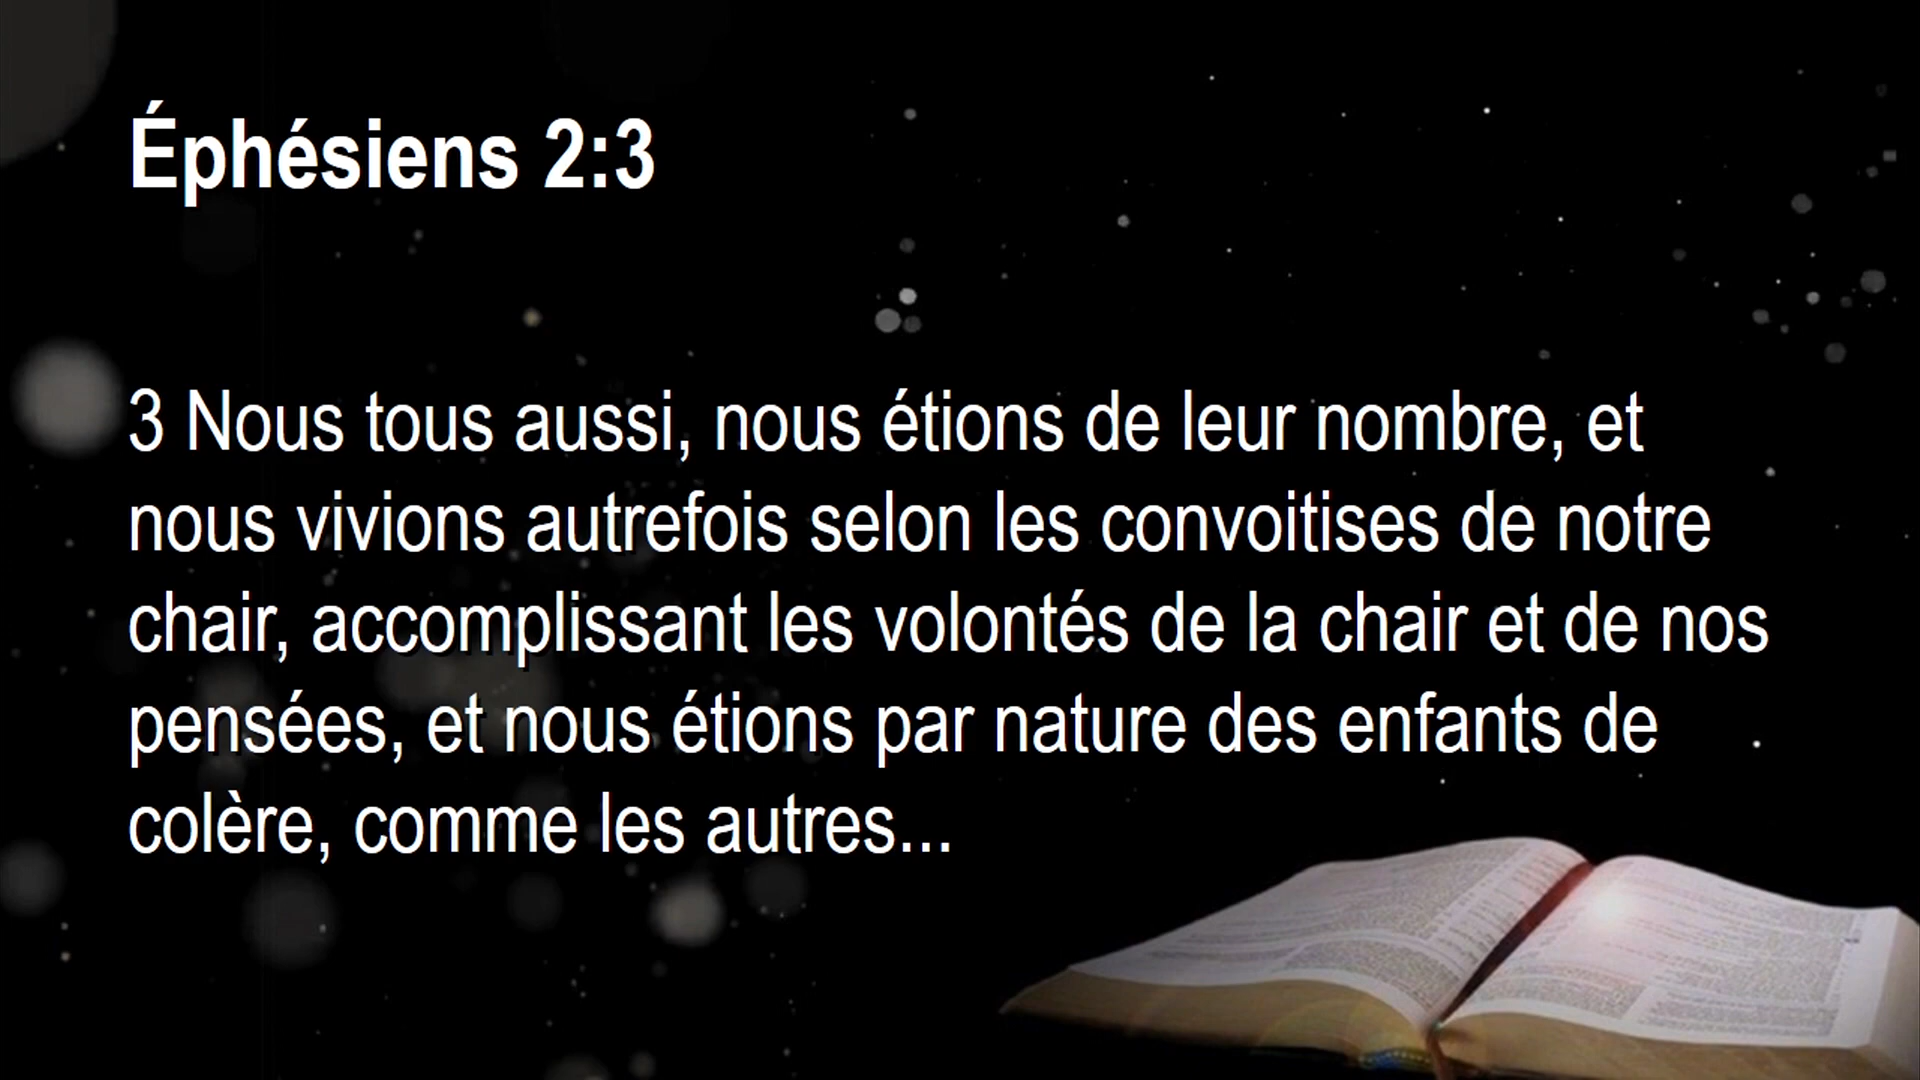 Éphésiens 2:3
3 Nous tous aussi, nous étions de leur nombre, et
nous vivions autrefois selon les convoitises de notre
chair, accomplissant les volontés de la chair et de nos
pensées, et nous étions par nature des enfants de
colère, comme les autres...